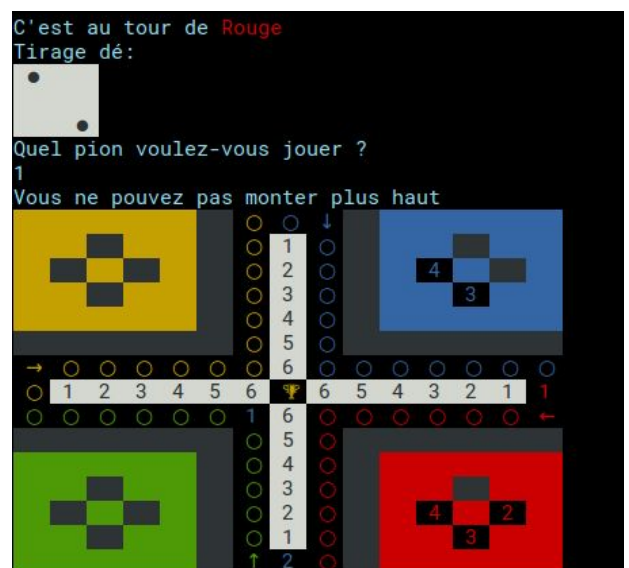 C'est au tour de Rouge
Tirage dé:
Quel pion voulez-vous jouer ?
1
Vous ne pouvez pas monter plus haut
↓
1
2
4
3
3
4
5
→ 6
1 2 3 4 5 6 6 5 4 3 2 1 1
1 6 ←
5
4
3 4 2
2 3
1
↑ 2